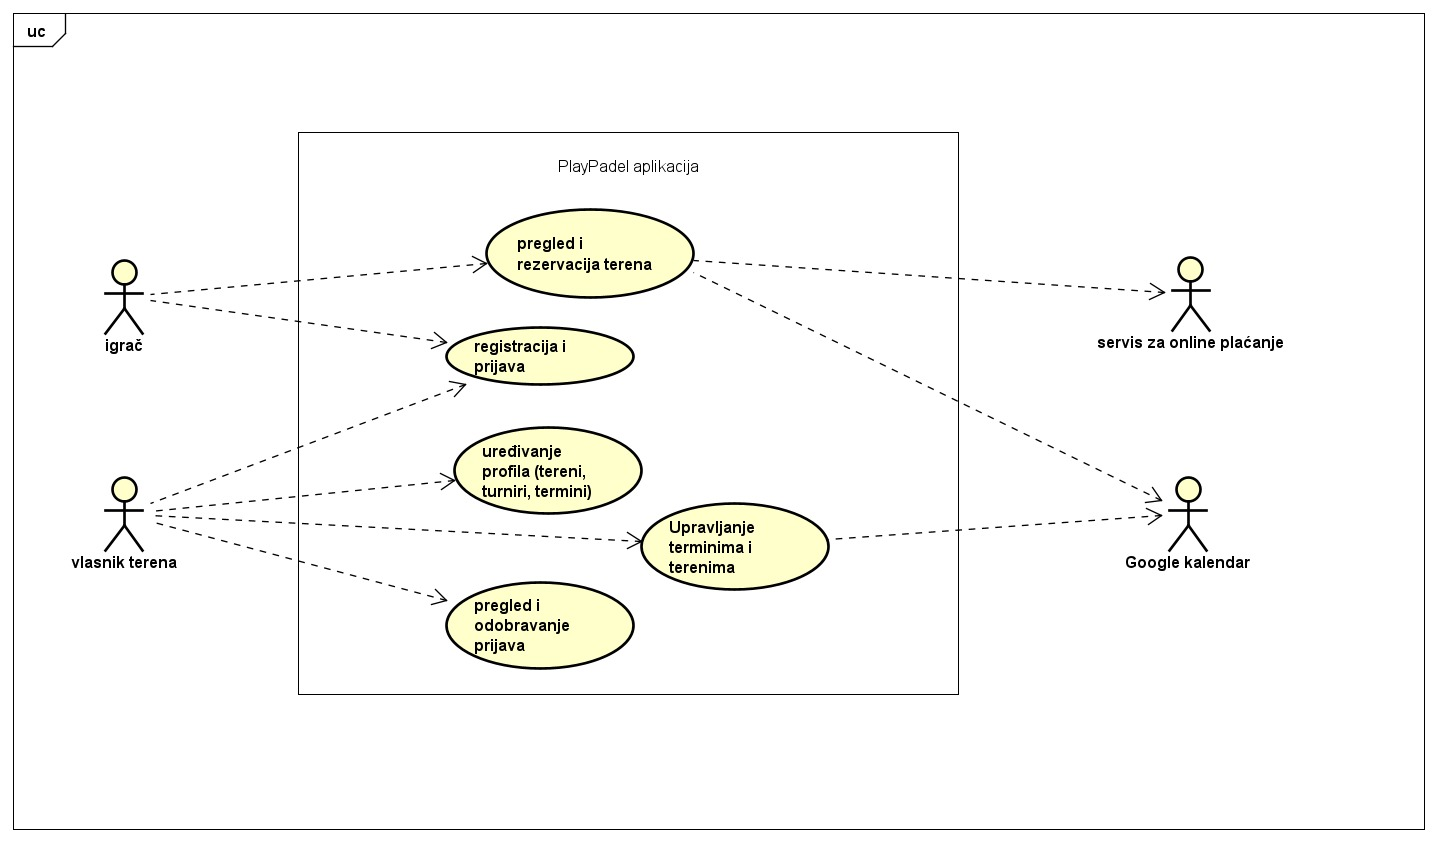 uc
PlayPadel aplikacija
pregled i
rezervacija terena
igrač
registracija i
prijava
servis za online plaćanje
vlasnik terena
uređivanje
profila (tereni,
turniri, termini)
Upravljanje
terminima i
terenima
Google kalendar
pregled i
odobravanje
prijava